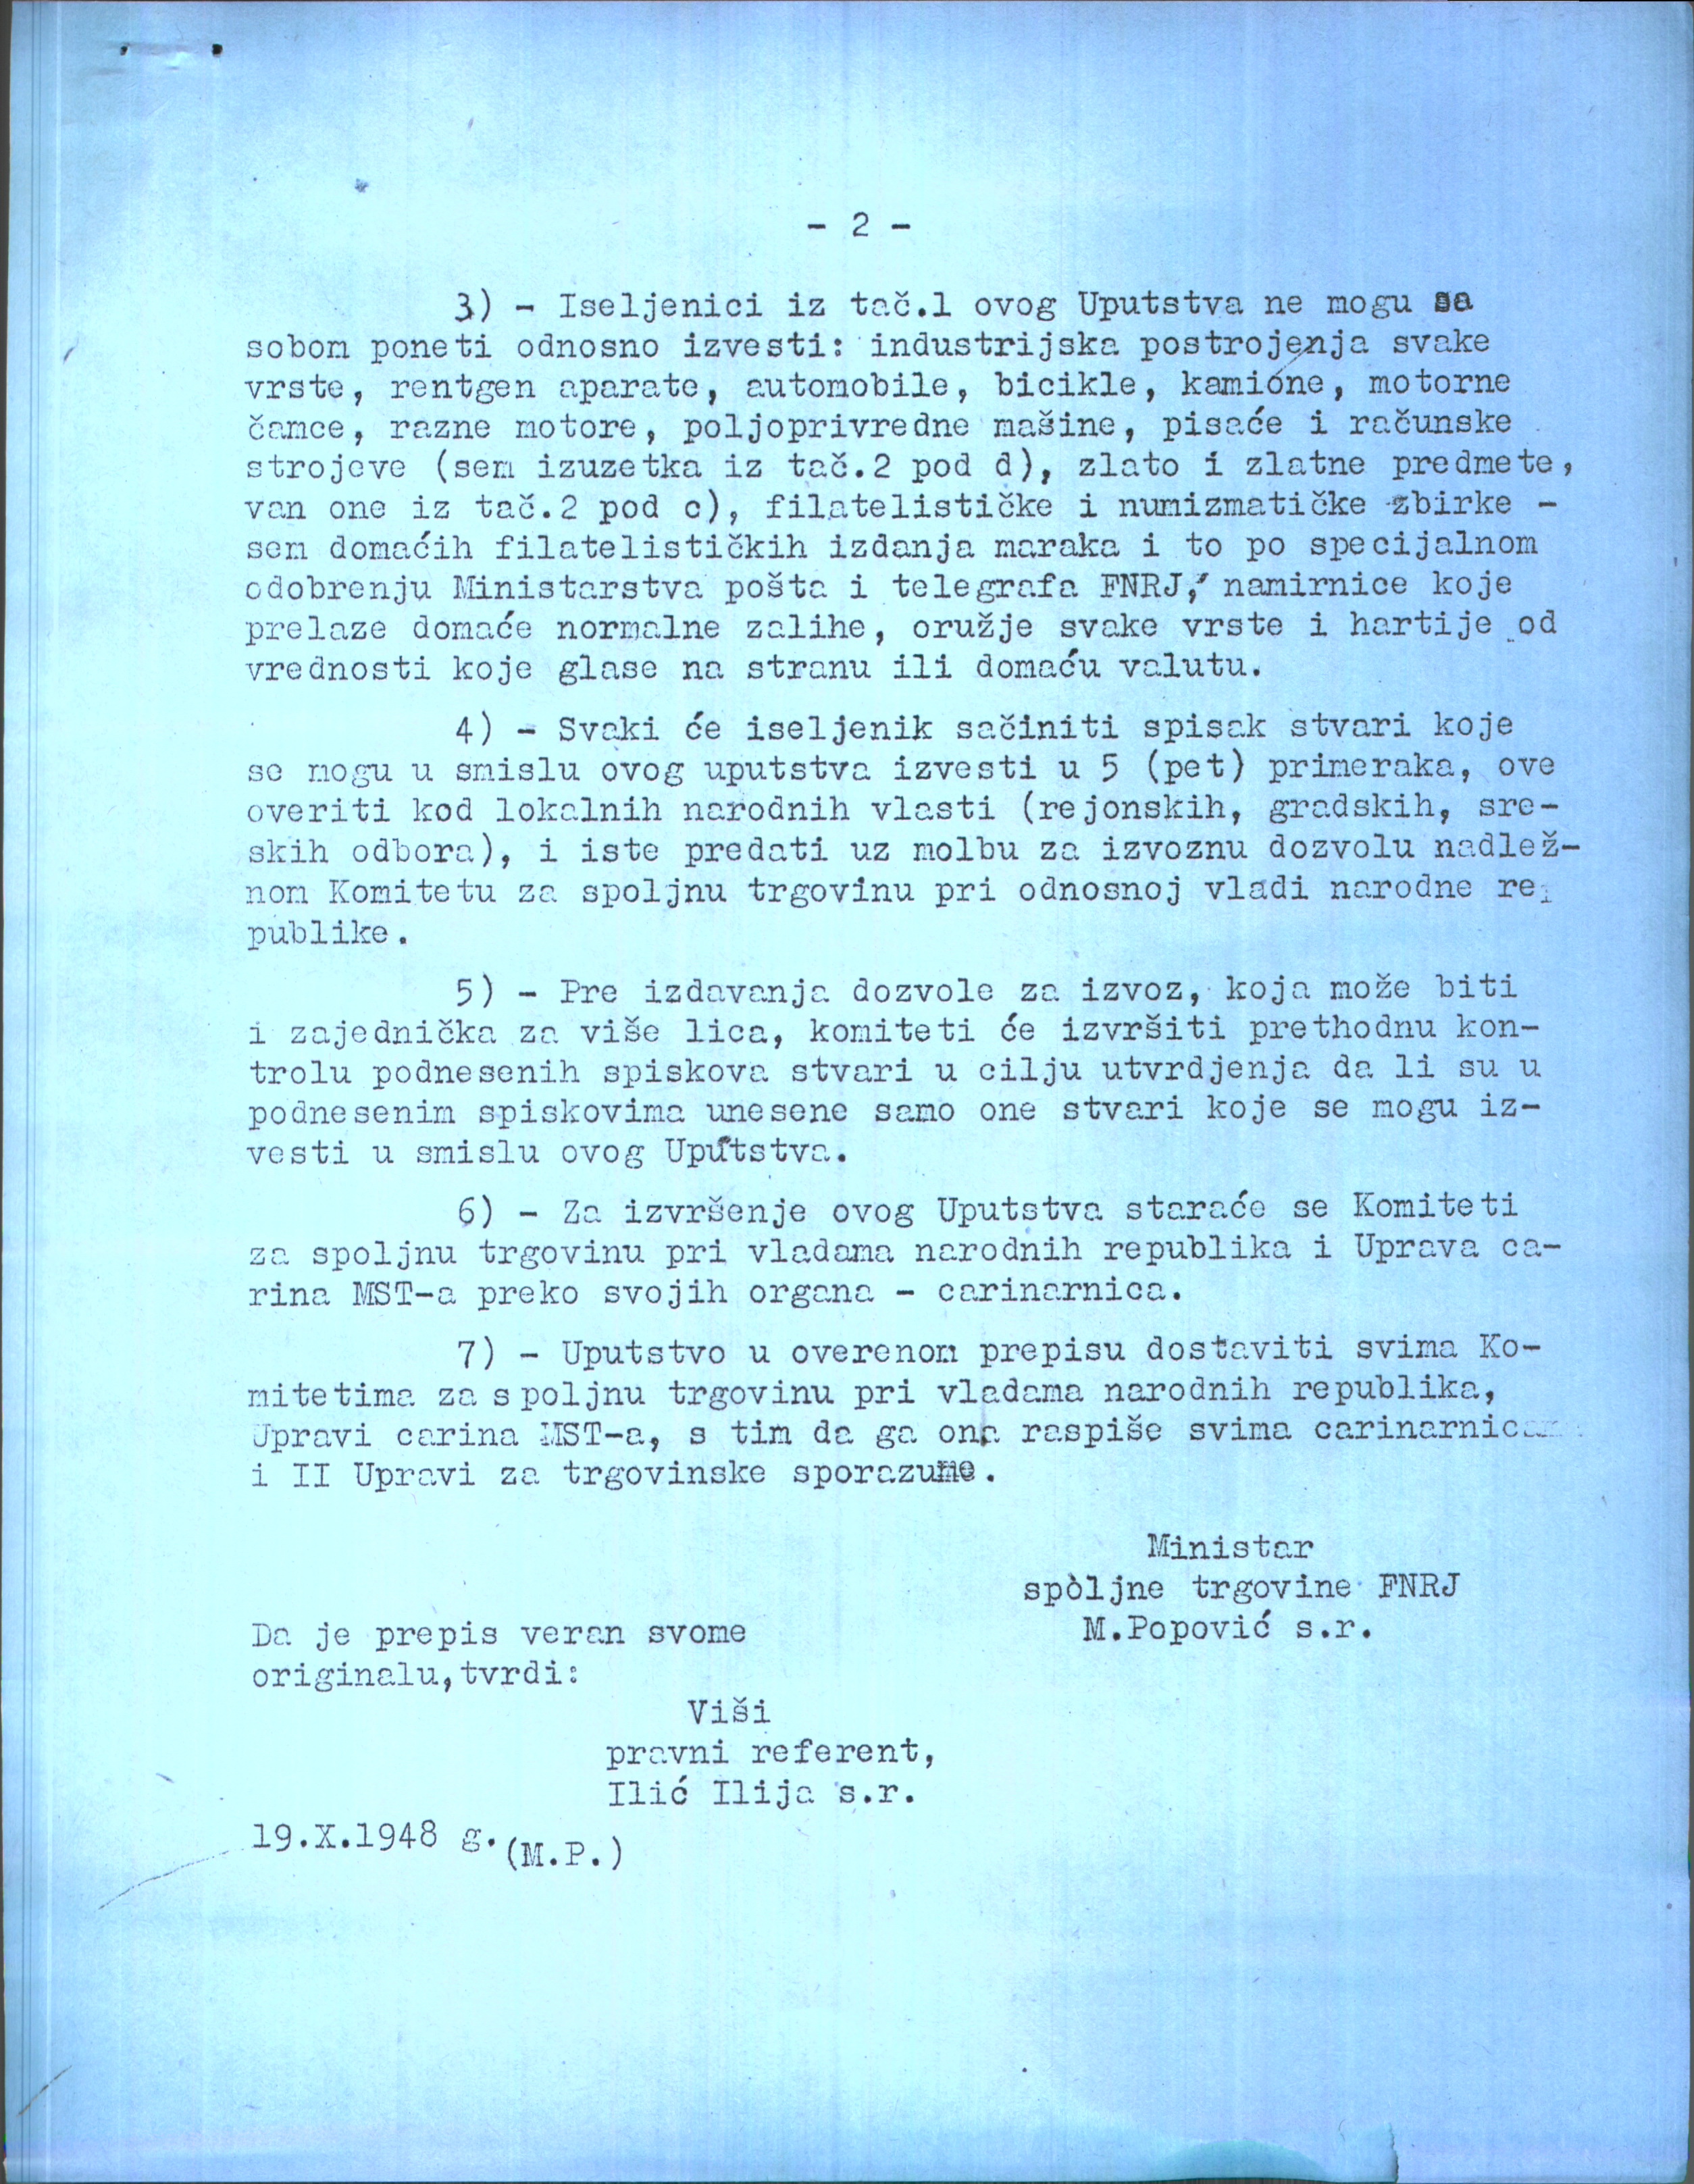 - 2 -
3) - Iseljenici iz tač.1 ovog Uputstva ne mogu sa
sobom poneti odnosno izvesti: industrijska postrojenja svake
vrste, rentgen aparate, automobile, bicikle, kamione, motorne
čamce, razne motore, poljoprivredne mašine, pisaće i računske
strojeve (sem izuzetka iz tač.2 pod d), zlato i zlatne predmete,
van one iz tač.2 pod c), filatelističke i numizmatičke zbirke -
sem domaćih filatelističkih izdanja maraka i to po specijalnom
odobrenju Ministarstva pošta i telegrafa FNRJ, namirnice koje
prelaze domaće normalne zalihe, oružje svake vrste i hartije od
vrednosti koje glase na stranu ili domaću valutu.
4) - Svaki će iseljenik sačiniti spisak stvari koje
se mogu u smislu ovog uputstva izvesti u 5 (pet) primeraka, ove
overiti kod lokalnih narodnih vlasti (rejonskih, gradskih, sre-
skih odbora), i iste predati uz molbu za izvoznu dozvolu nadlež-
nom Komitetu za spoljnu trgovinu pri odnosnoj vladi narodne re-
publike.
5) - Pre izdavanja dozvole za izvoz, koja može biti
i zajednička za više lica, komiteti će izvršiti prethodnu kon-
trolu podnesenih spiskova stvari u cilju utvrdjenja da li su u
podnesenim spiskovima unesene samo one stvari koje se mogu iz-
vesti u smislu ovog Uputstva.
6) - Za izvršenje ovog Uputstva staraće se Komiteti
za spoljnu trgovinu pri vladama narodnih republika i Uprava ca-
rina MST-a preko svojih organa - carinarnica.
7) - Uputstvo u overenom prepisu dostaviti svima Ko-
mitetima za spoljnu trgovinu pri vladama narodnih republika,
Upravi carina MST-a, s tim da ga ona raspiše svima
i II Upravi za trgovinske sporazume.
Ministar
spoljne trgovine FNRJ
M.Popović s.r.
Da je prepis veran svome
originalu,tvrdi:
Viši
pravni referent,
Ilić Ilija s.r.
19.X.1948 g. (M.P.)